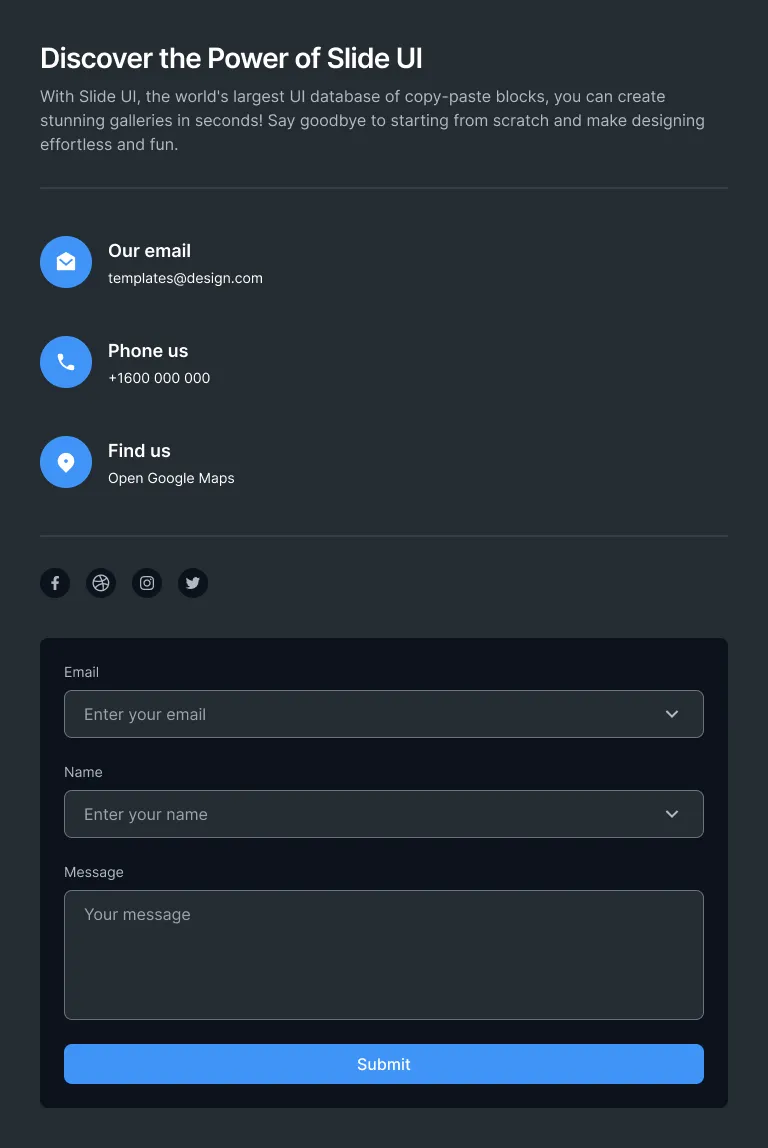 Discover the Power of Slide UI
With Slide UI, the world's largest UI database of copy-paste blocks, you can create
stunning galleries in seconds! Say goodbye to starting from scratch and make designing
effortless and fun.
Our email
templates@design.com
Phone us
+1600 000 000
Find us
Open Google Maps
Email
Enter your email
Name
Enter your name
Message
Your message
Submit